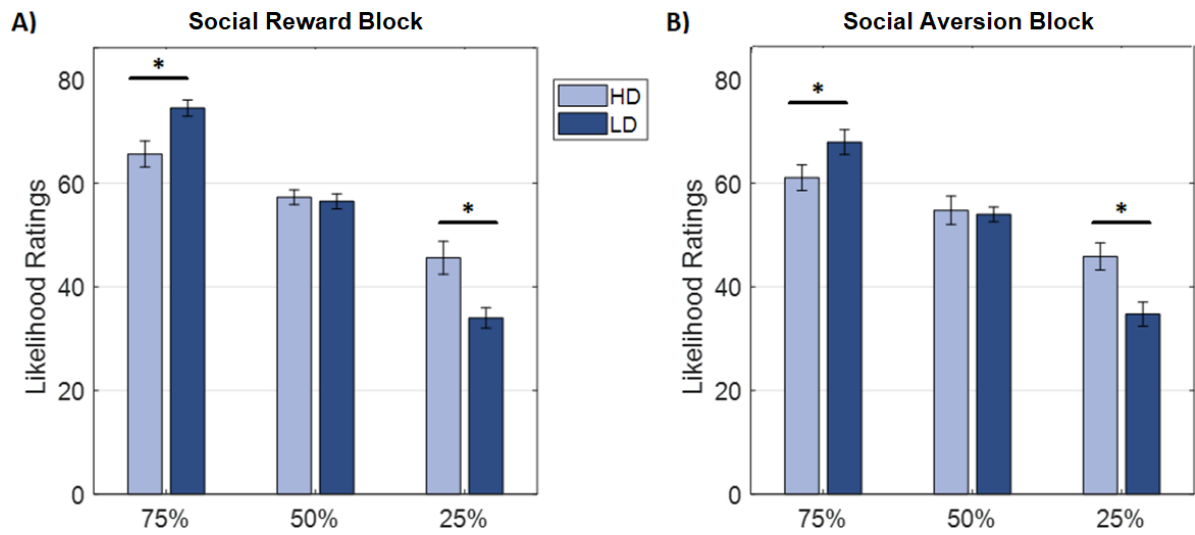 A)
Social Reward Block
*
*
HD
LD
Likelihood Ratings
80
60
40
20
0
75%
50%
25%
B)
Social Aversion Block
*
*
Likelihood Ratings
80
60
40
20
0
75%
50%
25%